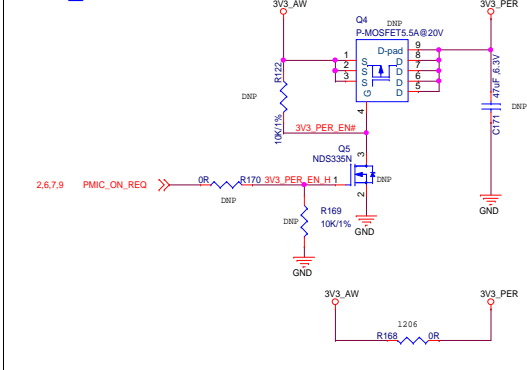 3V3_AW
3V3_PER
Q4
DNP
P-MOSFET5.5A@20V
D-pad
9
1
S
D
8
2
S
D
7
3
S
D
6
G
D
5
4
R122
DNP
10K/1%
47uF ,6.3V
DNP
C171
3V3_PER_EN#
Q5
NDS335N
3
2,6,7,9
PMIC_ON_REQ
0R
R170
3V3_PER_EN_H
1
DNP
DNP
2
R169
DNP
10K/1%
GND
GND
GND
3V3_AW
3V3_PER
1206
R168
0R